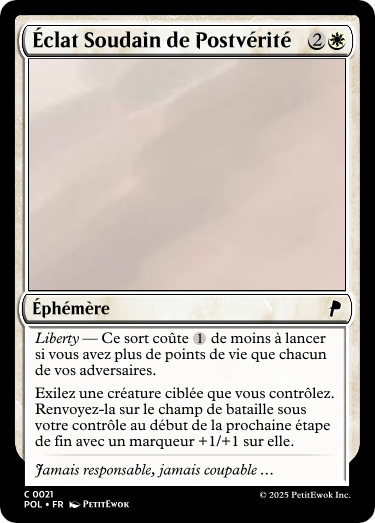 Éclat Soudain de Postvérité 2
Éphémère
Liberty — Ce sort coûte 1 de moins à lancer
si vous avez plus de points de vie que chacun
de vos adversaires.
Exilez une créature ciblée que vous contrôlez.
Renvoyez-la sur le champ de bataille sous
votre contrôle au début de la prochaine étape
de fin avec un marqueur +1/+1 sur elle.
Jamais responsable, jamais coupable …
C 0021
POL • FR PetitEwok
© 2025 PetitEwok Inc.